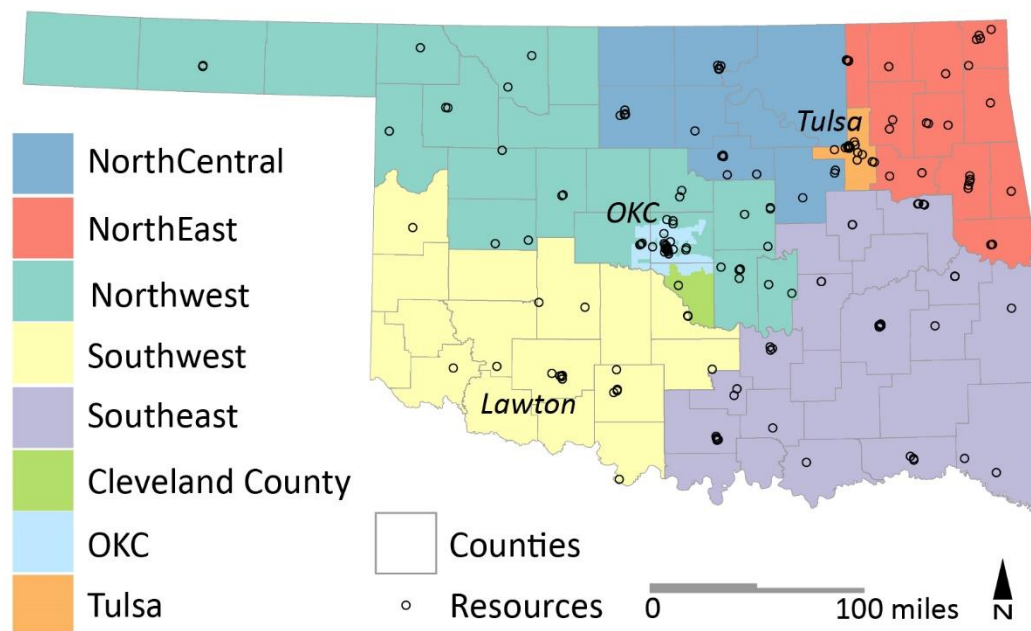 Tulsa
OKC
Lawton
NorthCentral
NorthEast
Northwest
Southwest
Southeast
Cleveland County
OKC
Tulsa
Counties
Resources
0 100 miles
N